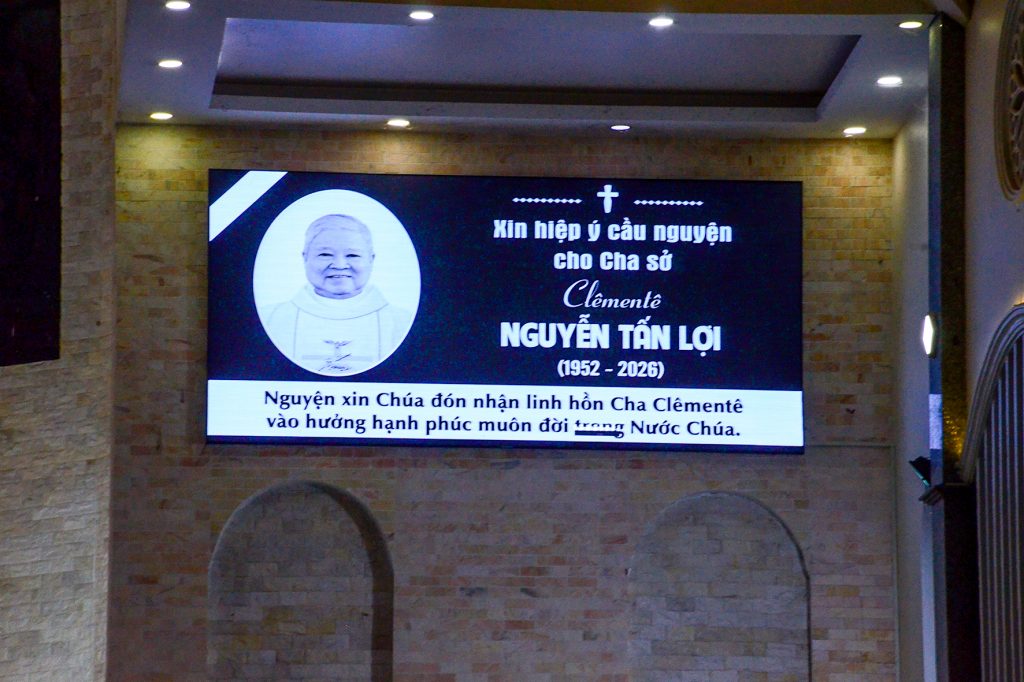 Xin hiệp ý cầu nguyện
cho Cha sở
Clêmentê
NGUYỄN TẤN LỢI
(1952 - 2026)
Nguyện xin Chúa đón nhận linh hồn Cha Clêmentê
vào hưởng hạnh phúc muôn đời trong Nước Chúa.